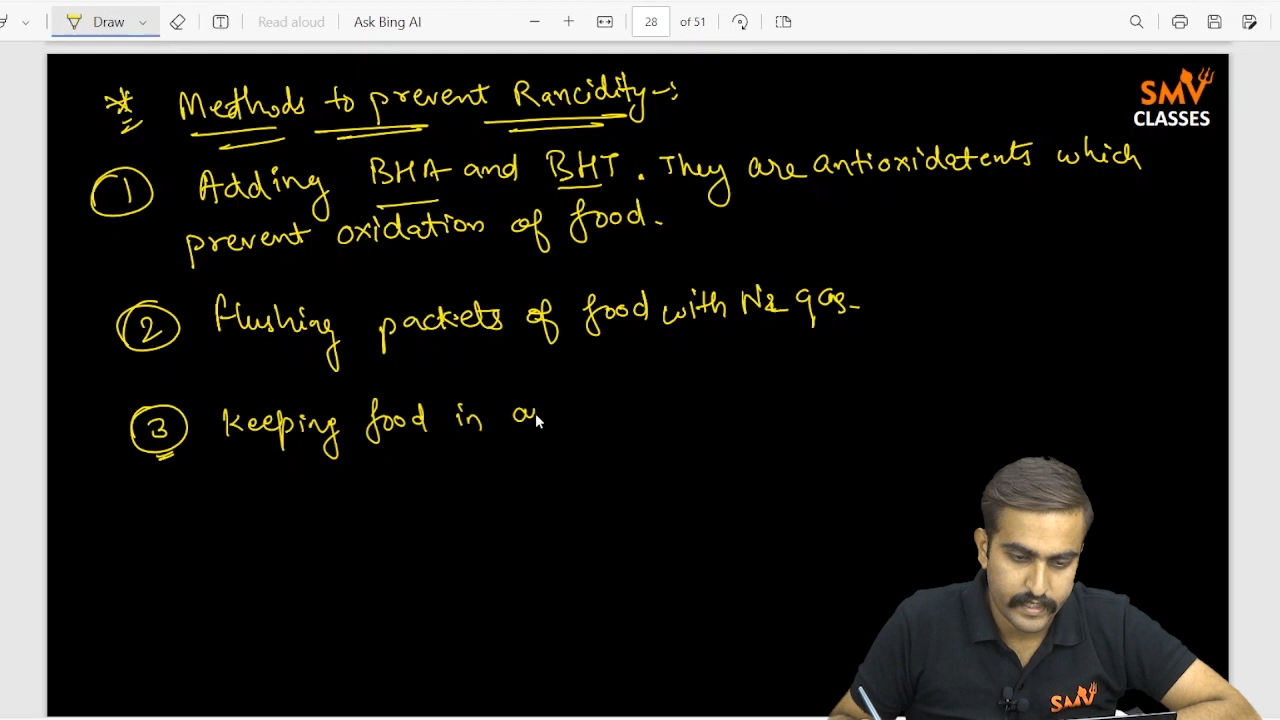 Draw
Read aloud
Ask Bing AI
28
of 51
SMV
CLASSES
* Methods to prevent Rancidity-:
1 Adding BHA and BHT. They are antioxidatents which
prevent oxidation of food.
2 Flushing packets of food with N2 gas.
3 Keeping food in a
SMV